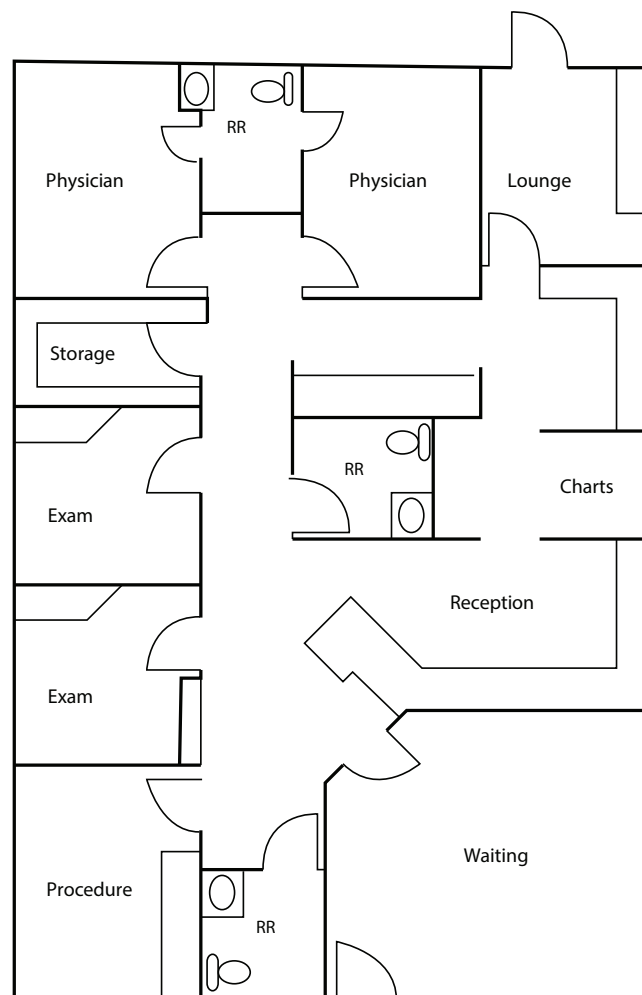 RR
Physician
Physician
Lounge
Storage
RR
Charts
Exam
Reception
Exam
Waiting
Procedure
RR